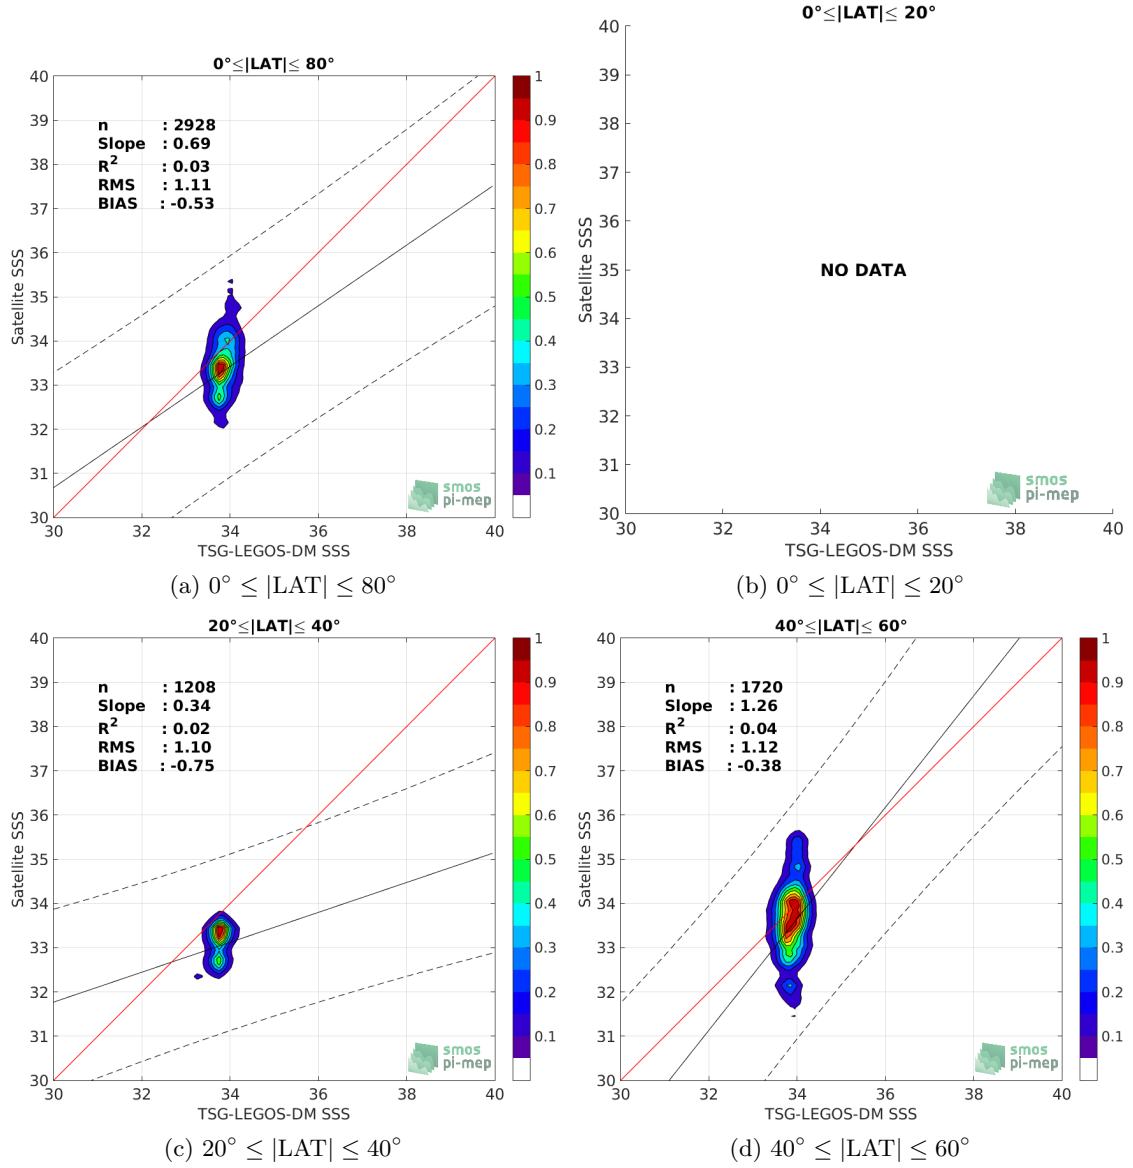 0°≤|LAT|≤ 80°
40
39
38
37
36
35
34
33
32
31
30
Satellite SSS
n : 2928
Slope : 0.69
R² : 0.03
RMS : 1.11
BIAS : -0.53
30 32 34 36 38 40
TSG-LEGOS-DM SSS
1
0.9
0.8
0.7
0.6
0.5
0.4
0.3
0.2
0.1
smos
pi-mep
(a) 0° ≤ |LAT| ≤ 80°
0°≤|LAT|≤ 20°
40
39
38
37
36
35
34
33
32
31
30
Satellite SSS
NO DATA
30 32 34 36 38 40
TSG-LEGOS-DM SSS
smos
pi-mep
(b) 0° ≤ |LAT| ≤ 20°
20°≤|LAT|≤ 40°
40
39
38
37
36
35
34
33
32
31
30
Satellite SSS
n : 1208
Slope : 0.34
R² : 0.02
RMS : 1.10
BIAS : -0.75
30 32 34 36 38 40
TSG-LEGOS-DM SSS
1
0.9
0.8
0.7
0.6
0.5
0.4
0.3
0.2
0.1
smos
pi-mep
(c) 20° ≤ |LAT| ≤ 40°
40°≤|LAT|≤ 60°
40
39
38
37
36
35
34
33
32
31
30
Satellite SSS
n : 1720
Slope : 1.26
R² : 0.04
RMS : 1.12
BIAS : -0.38
30 32 34 36 38 40
TSG-LEGOS-DM SSS
1
0.9
0.8
0.7
0.6
0.5
0.4
0.3
0.2
0.1
smos
pi-mep
(d) 40° ≤ |LAT| ≤ 60°